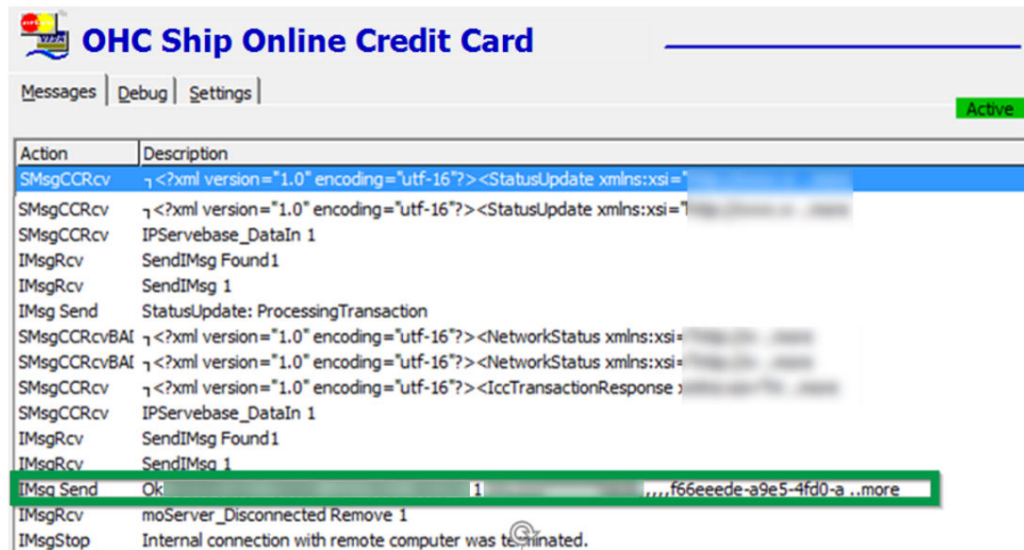 OHC Ship Online Credit Card
Messages Debug Settings
Active
Action Description
SMsgCCRcv ┐<?xml version="1.0" encoding="utf-16"?><StatusUpdate xmlns:xsi="
SMsgCCRcv ┐<?xml version="1.0" encoding="utf-16"?><StatusUpdate xmlns:xsi="
SMsgCCRcv IPServebase_DataIn 1
IMsgRcv SendIMsg Found1
IMsgRcv SendIMsg 1
IMsg Send StatusUpdate: ProcessingTransaction
SMsgCCRcvBAD ┐<?xml version="1.0" encoding="utf-16"?><NetworkStatus xmlns:xsi=
SMsgCCRcvBAD ┐<?xml version="1.0" encoding="utf-16"?><NetworkStatus xmlns:xsi=
SMsgCCRcv ┐<?xml version="1.0" encoding="utf-16"?><IccTransactionResponse
SMsgCCRcv IPServebase_DataIn 1
IMsgRcv SendIMsg Found1
IMsgRcv SendIMsg 1
IMsg Send Ok 1 ,,,,f66eeede-a9e5-4fd0-a ..more
IMsgRcv moServer_Disconnected Remove 1
IMsgStop Internal connection with remote computer was terminated.